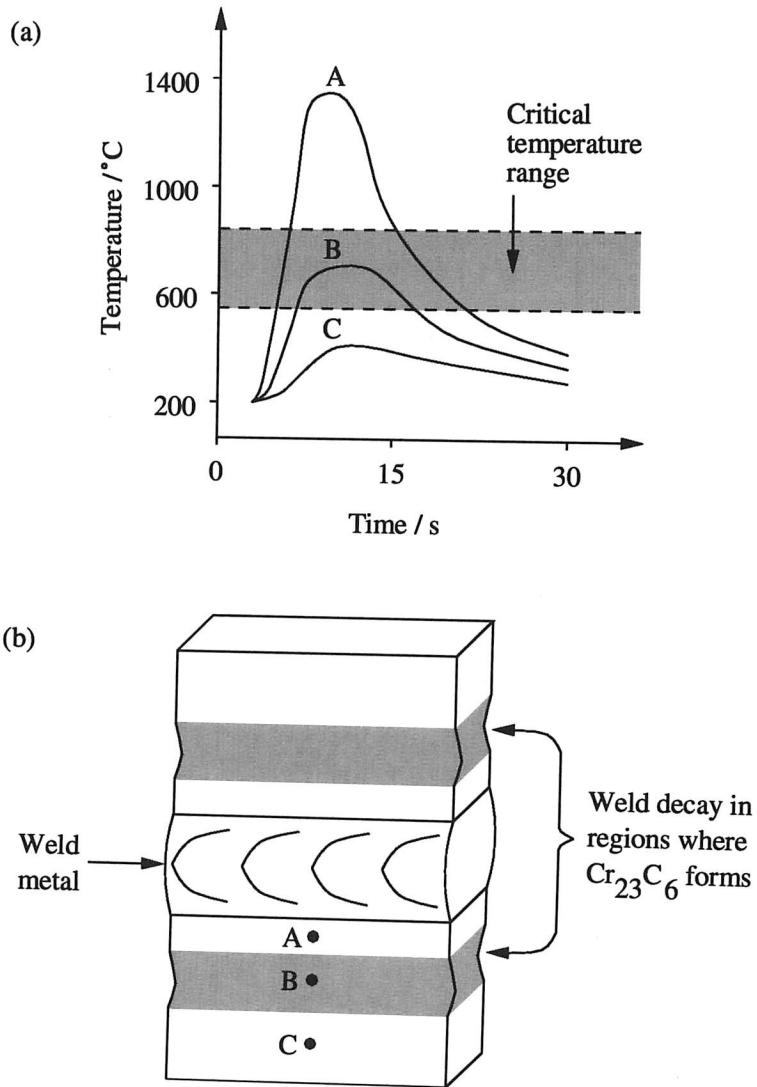 (a)
Temperature /°C
1400
1000
600
200
A
B
C
Critical
temperature
range
0
15
30
Time / s
(b)
Weld
metal
A
B
C
Weld decay in
regions where
Cr23C6 forms